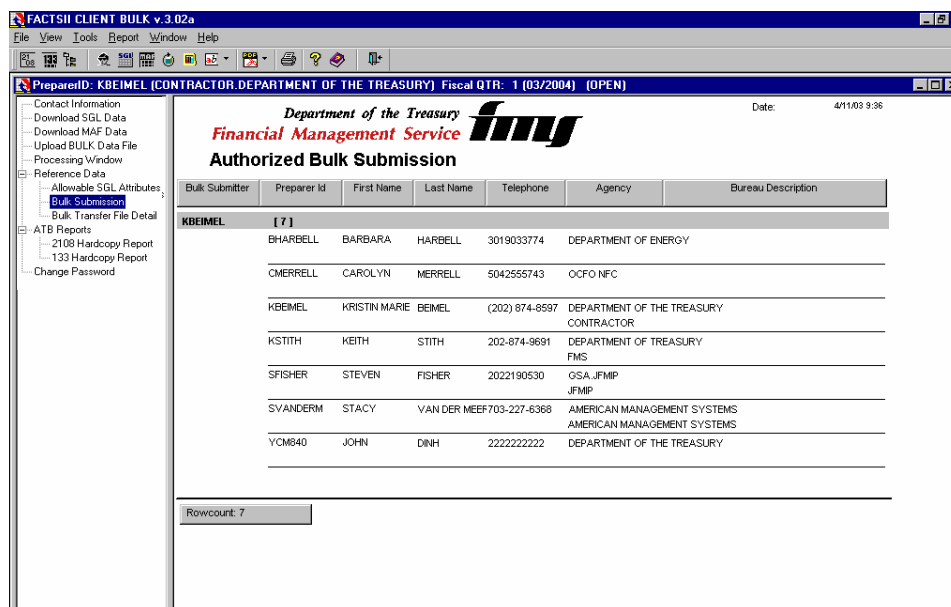 FACTSII CLIENT BULK v.3.02a
File View Tools Report Window Help
PreparerID: KBEIMEL (CONTRACTOR.DEPARTMENT OF THE TREASURY) Fiscal QTR: 1 (03/2004) (OPEN)
Contact Information
Download SGL Data
Download MAF Data
Upload BULK Data File
Processing Window
Reference Data
Allowable SGL Attributes
Bulk Submission
Bulk Transfer File Detail
ATB Reports
2108 Hardcopy Report
133 Hardcopy Report
Change Password
Department of the Treasury
Financial Management Service
fms
Date: 4/11/03 9:36
Authorized Bulk Submission
Bulk Submitter Preparer Id First Name Last Name Telephone Agency Bureau Description
KBEIMEL [ 7 ]
BHARBELL BARBARA HARBELL 3019033774 DEPARTMENT OF ENERGY
CMERRELL CAROLYN MERRELL 5042555743 OCFO NFC
KBEIMEL KRISTIN MARIE BEIMEL (202) 874-8597 DEPARTMENT OF THE TREASURY
CONTRACTOR
KSTITH KEITH STITH 202-874-9691 DEPARTMENT OF TREASURY
FMS
SFISHER STEVEN FISHER 2022190530 GSA.JFMIP
JFMIP
SVANDERM STACY VAN DER MEEF 703-227-6368 AMERICAN MANAGEMENT SYSTEMS
AMERICAN MANAGEMENT SYSTEMS
YCM840 JOHN DINH 2222222222 DEPARTMENT OF THE TREASURY
Rowcount: 7